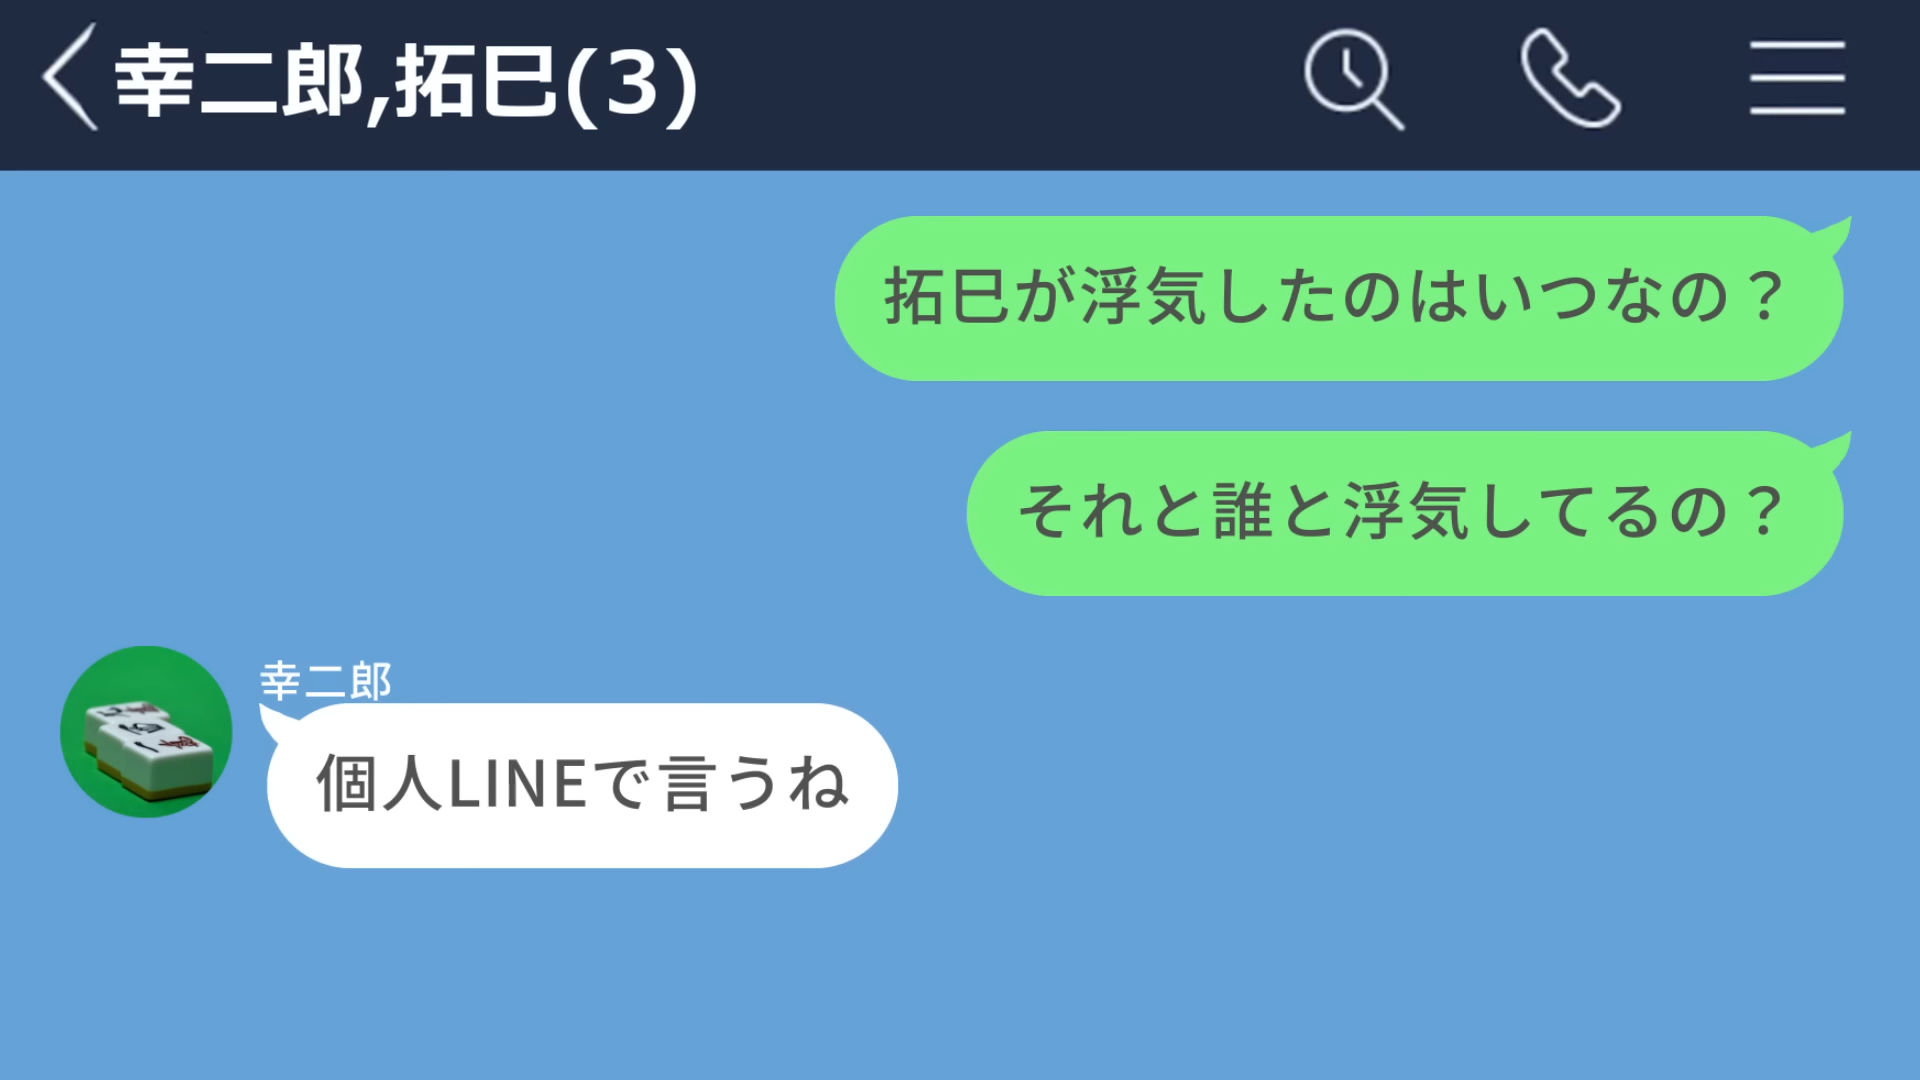 幸二郎,拓巳(3)
拓巳が浮気したのはいつなの？
それと誰と浮気してるの？
幸二郎
個人LINEで言うね